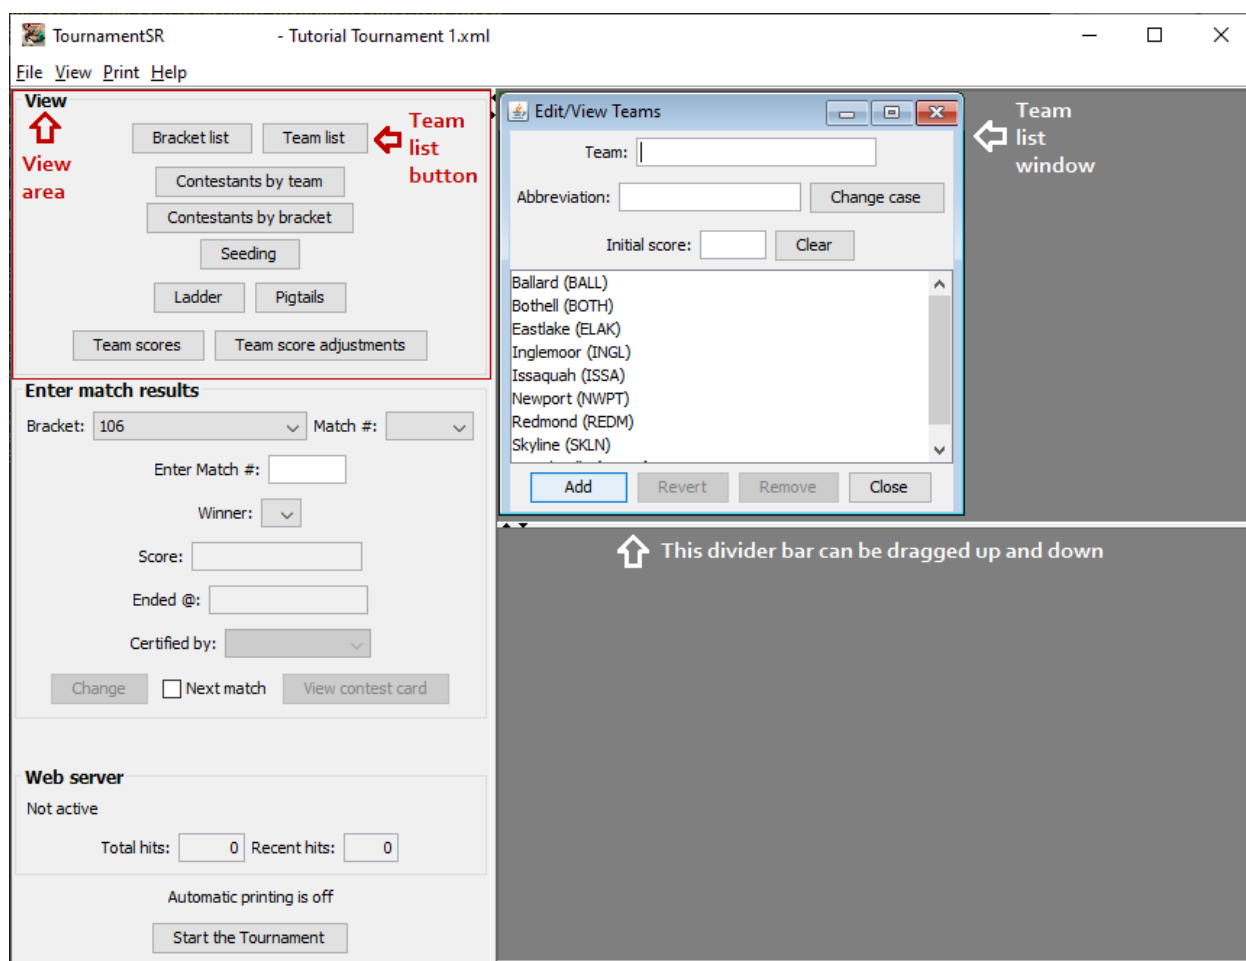 TournamentSR - Tutorial Tournament 1.xml
File View Print Help
View
View area
Bracket list Team list
Team list button
Contestants by team
Contestants by bracket
Seeding
Ladder Pigtails
Team scores Team score adjustments
Enter match results
Bracket: 106 Match #:
Enter Match #:
Winner:
Score:
Ended @:
Certified by:
Change Next match View contest card
Web server
Not active
Total hits: 0 Recent hits: 0
Automatic printing is off
Start the Tournament
Edit/View Teams
Team:
Abbreviation: Change case
Initial score: Clear
Ballard (BALL)
Bothell (BOTH)
Eastlake (ELAK)
Inglemoor (INGL)
Issaquah (ISSA)
Newport (NWPT)
Redmond (REDM)
Skyline (SKLN)
Add Revert Remove Close
Team
list
window
This divider bar can be dragged up and down